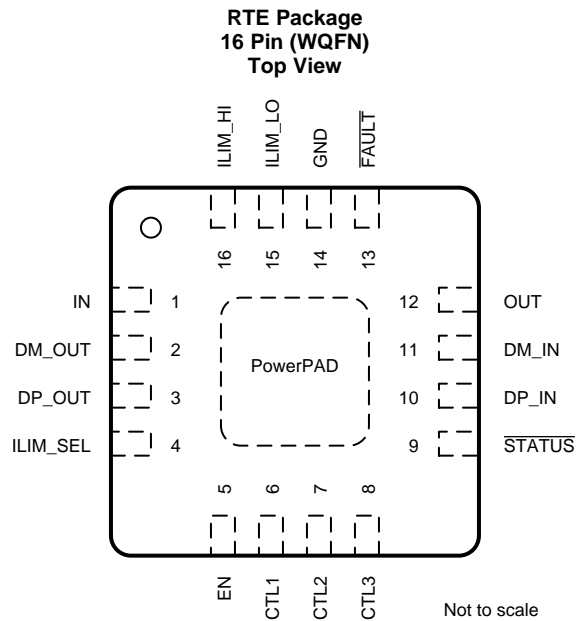 RTE Package
16 Pin (WQFN)
Top View
ILIM_HI
ILIM_LO
GND
FAULT
16
15
14
13
IN
1
12
OUT
DM_OUT
2
11
DM_IN
DP_OUT
3
PowerPAD
10
DP_IN
ILIM_SEL
4
9
STATUS
5
6
7
8
EN
CTL1
CTL2
CTL3
Not to scale